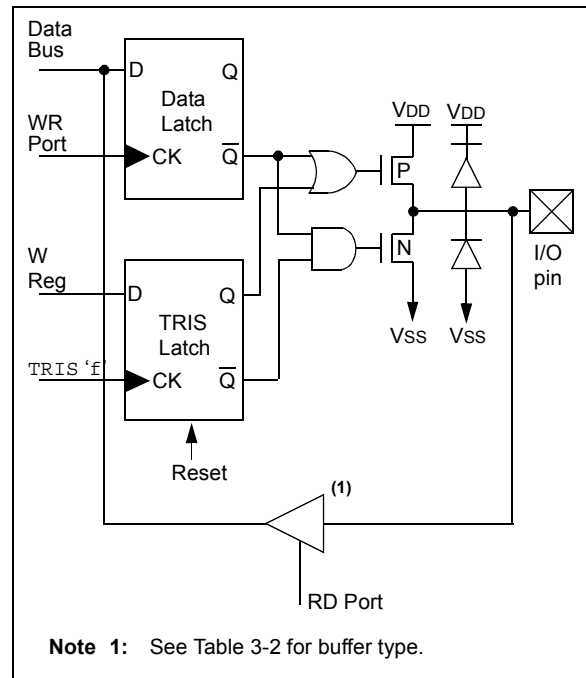 Data
Bus
D
Q
Data
Latch
WR
Port
CK
Q
VDD
VDD
P
N
I/O
pin
W
Reg
D
Q
TRIS
Latch
VSS
VSS
TRIS 'f'
CK
Q
Reset
(1)
RD Port
Note 1: See Table 3-2 for buffer type.